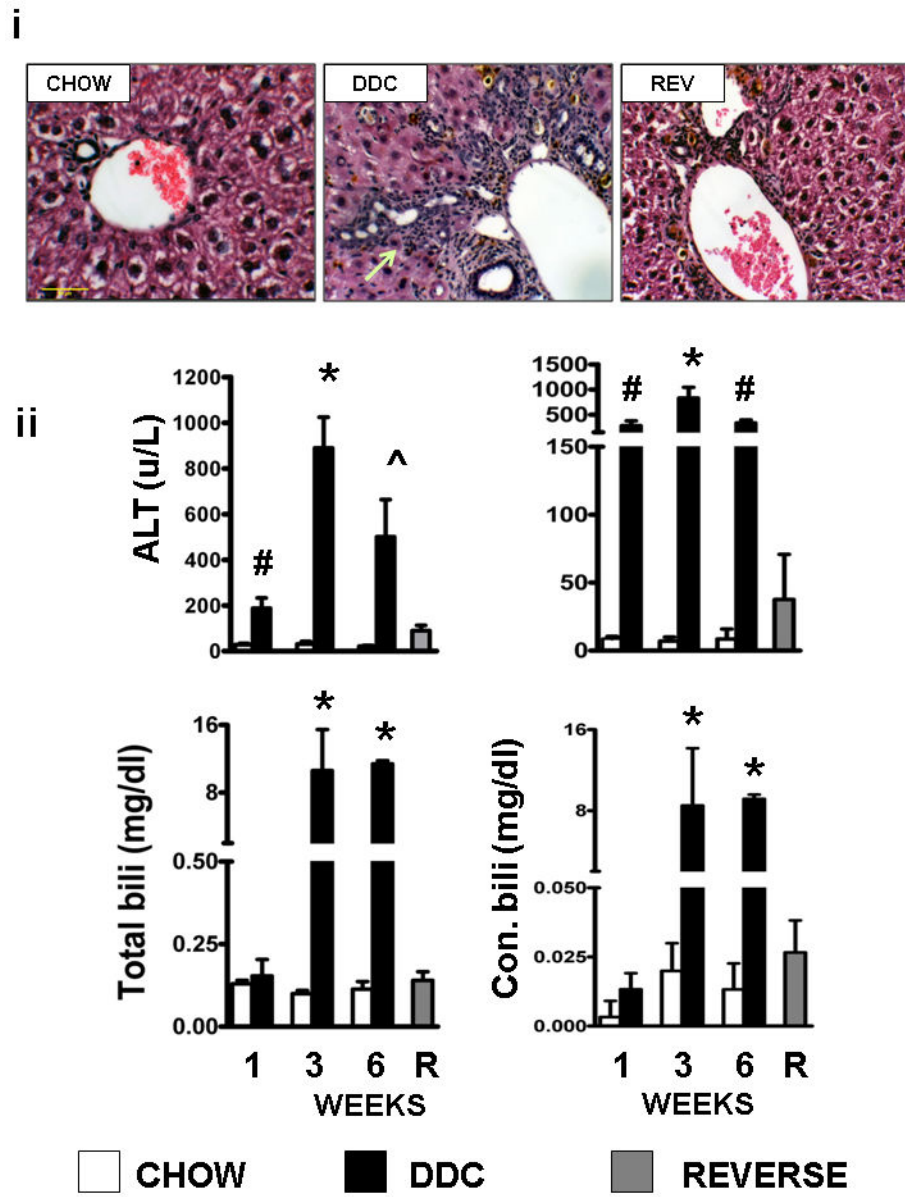 i
CHOW
DDC
REV
ii
ALT (u/L)
1200
1000
800
600
400
200
0
#
*
^
1500
1000
500
150
100
50
0
#
*
#
Total bili (mg/dl)
16
8
0.50
0.25
0.00
*
*
1 3 6 R
WEEKS
Con. bili (mg/dl)
16
8
0.050
0.025
0.000
*
*
1 3 6 R
WEEKS
CHOW DDC REVERSE